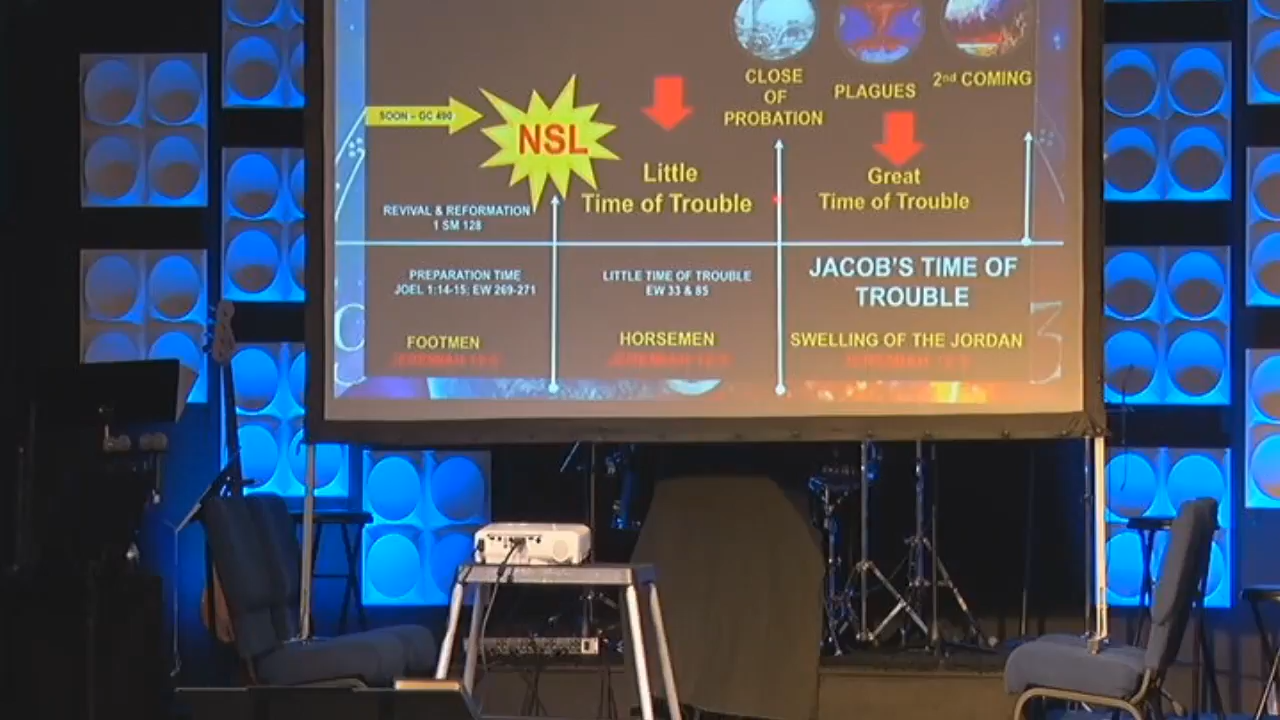 CLOSE
OF
PROBATION
PLAGUES
2nd COMING
SOON – GC 490
NSL
Little
Time of Trouble
Great
Time of Trouble
REVIVAL & REFORMATION
1 SM 128
PREPARATION TIME
JOEL 1:14-15; EW 269-271
LITTLE TIME OF TROUBLE
EW 33 & 85
JACOB'S TIME OF
TROUBLE
FOOTMEN
HORSEMEN
SWELLING OF THE JORDAN